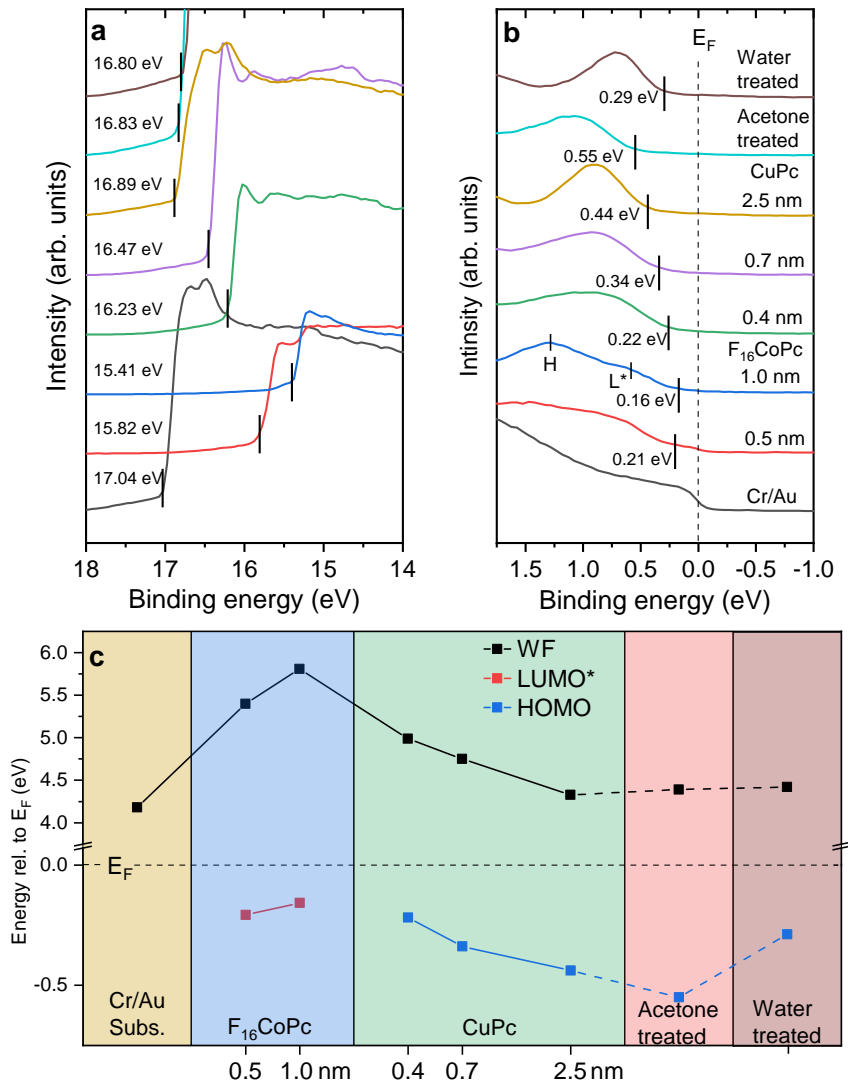 a
16.80 eV
16.83 eV
16.89 eV
16.47 eV
16.23 eV
15.41 eV
15.82 eV
17.04 eV
Intensity (arb. units)
18 17 16 15 14
Binding energy (eV)
b
E_F
Water
treated
0.29 eV
Acetone
treated
0.55 eV
CuPc
2.5 nm
0.44 eV
0.7 nm
0.34 eV
0.4 nm
0.22 eV
F₁₆CoPc
1.0 nm
H
L*
0.16 eV
0.5 nm
0.21 eV
Cr/Au
Intinsity (arb. units)
1.5 1.0 0.5 0.0 -0.5 -1.0
Binding energy (eV)
c
WF
LUMO*
HOMO
Energy rel. to E_F (eV)
6.0
5.5
5.0
4.5
4.0
0.0
-0.5
E_F
Cr/Au
Subs.
F₁₆CoPc
CuPc
Acetone
treated
Water
treated
0.5 1.0 nm 0.4 0.7 2.5 nm